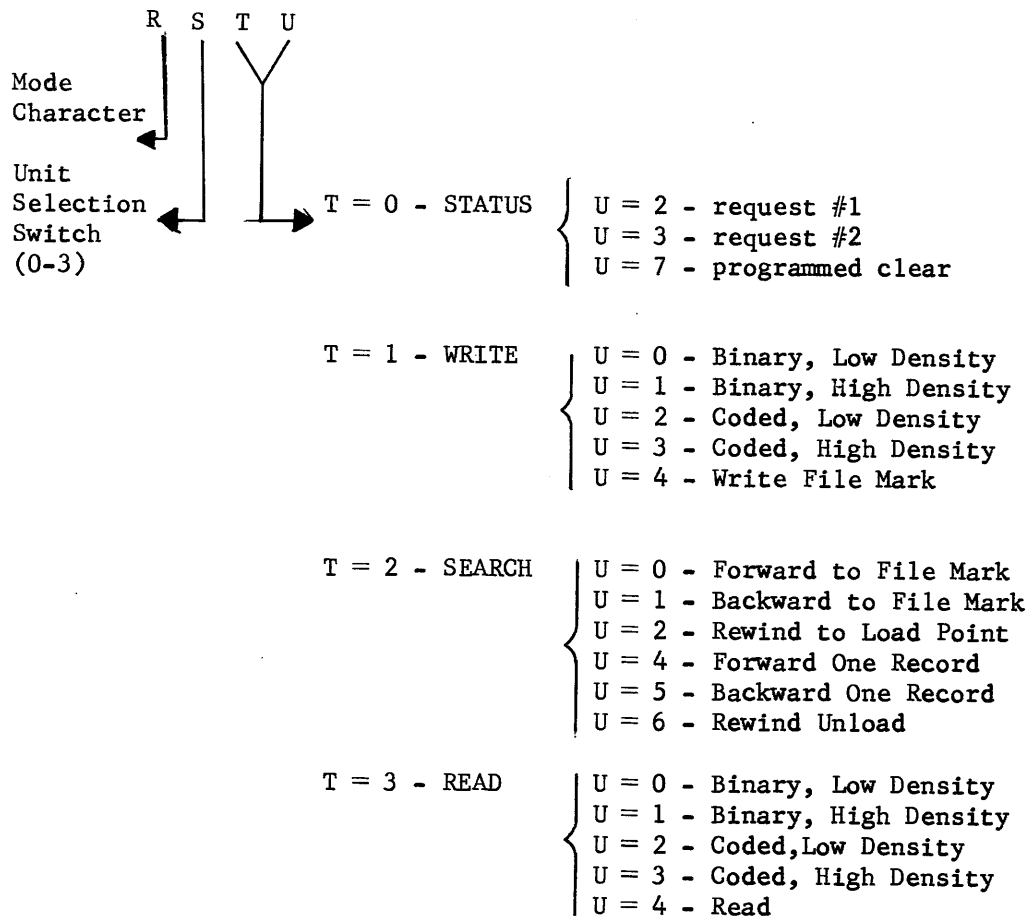 R S T U
Mode
Character
Unit
Selection
Switch
(0-3)
T = 0 - STATUS
U = 2 - request #1
U = 3 - request #2
U = 7 - programmed clear
T = 1 - WRITE
U = 0 - Binary, Low Density
U = 1 - Binary, High Density
U = 2 - Coded, Low Density
U = 3 - Coded, High Density
U = 4 - Write File Mark
T = 2 - SEARCH
U = 0 - Forward to File Mark
U = 1 - Backward to File Mark
U = 2 - Rewind to Load Point
U = 4 - Forward One Record
U = 5 - Backward One Record
U = 6 - Rewind Unload
T = 3 - READ
U = 0 - Binary, Low Density
U = 1 - Binary, High Density
U = 2 - Coded,Low Density
U = 3 - Coded, High Density
U = 4 - Read